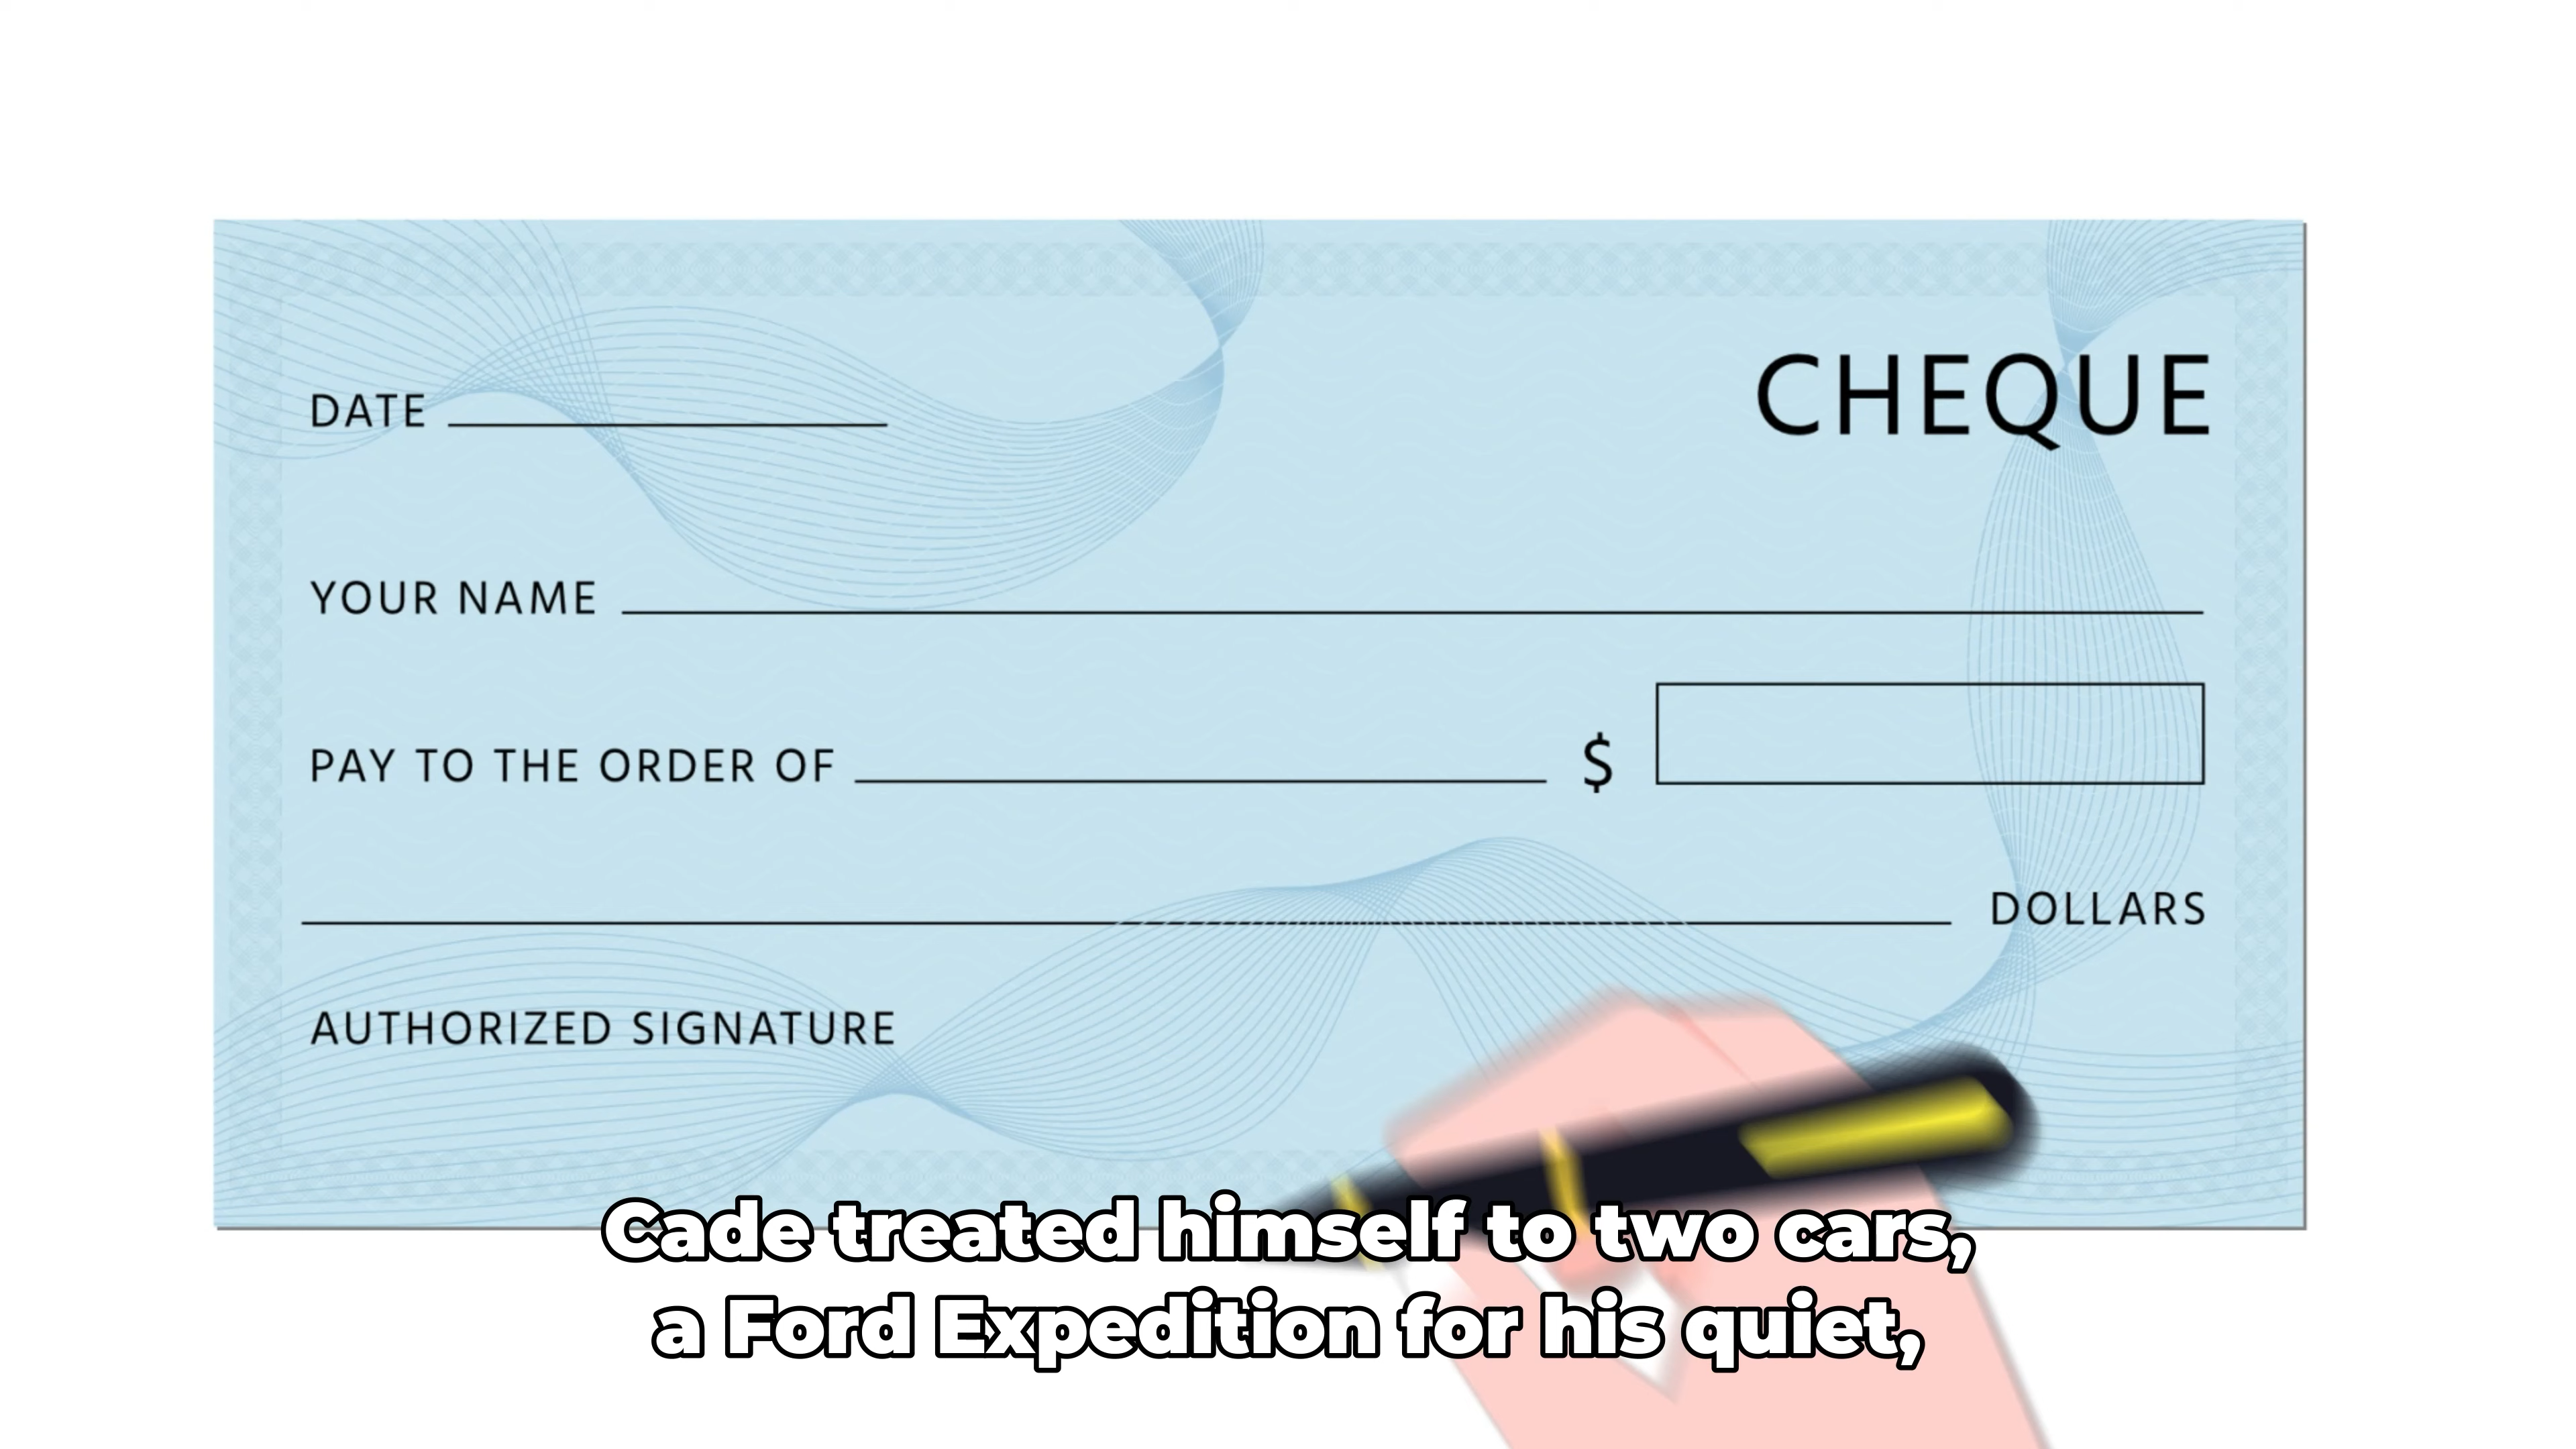 CHEQUE
DATE
YOUR NAME
PAY TO THE ORDER OF $
DOLLARS
AUTHORIZED SIGNATURE
Cade treated himself to two cars,
a Ford Expedition for his quiet,